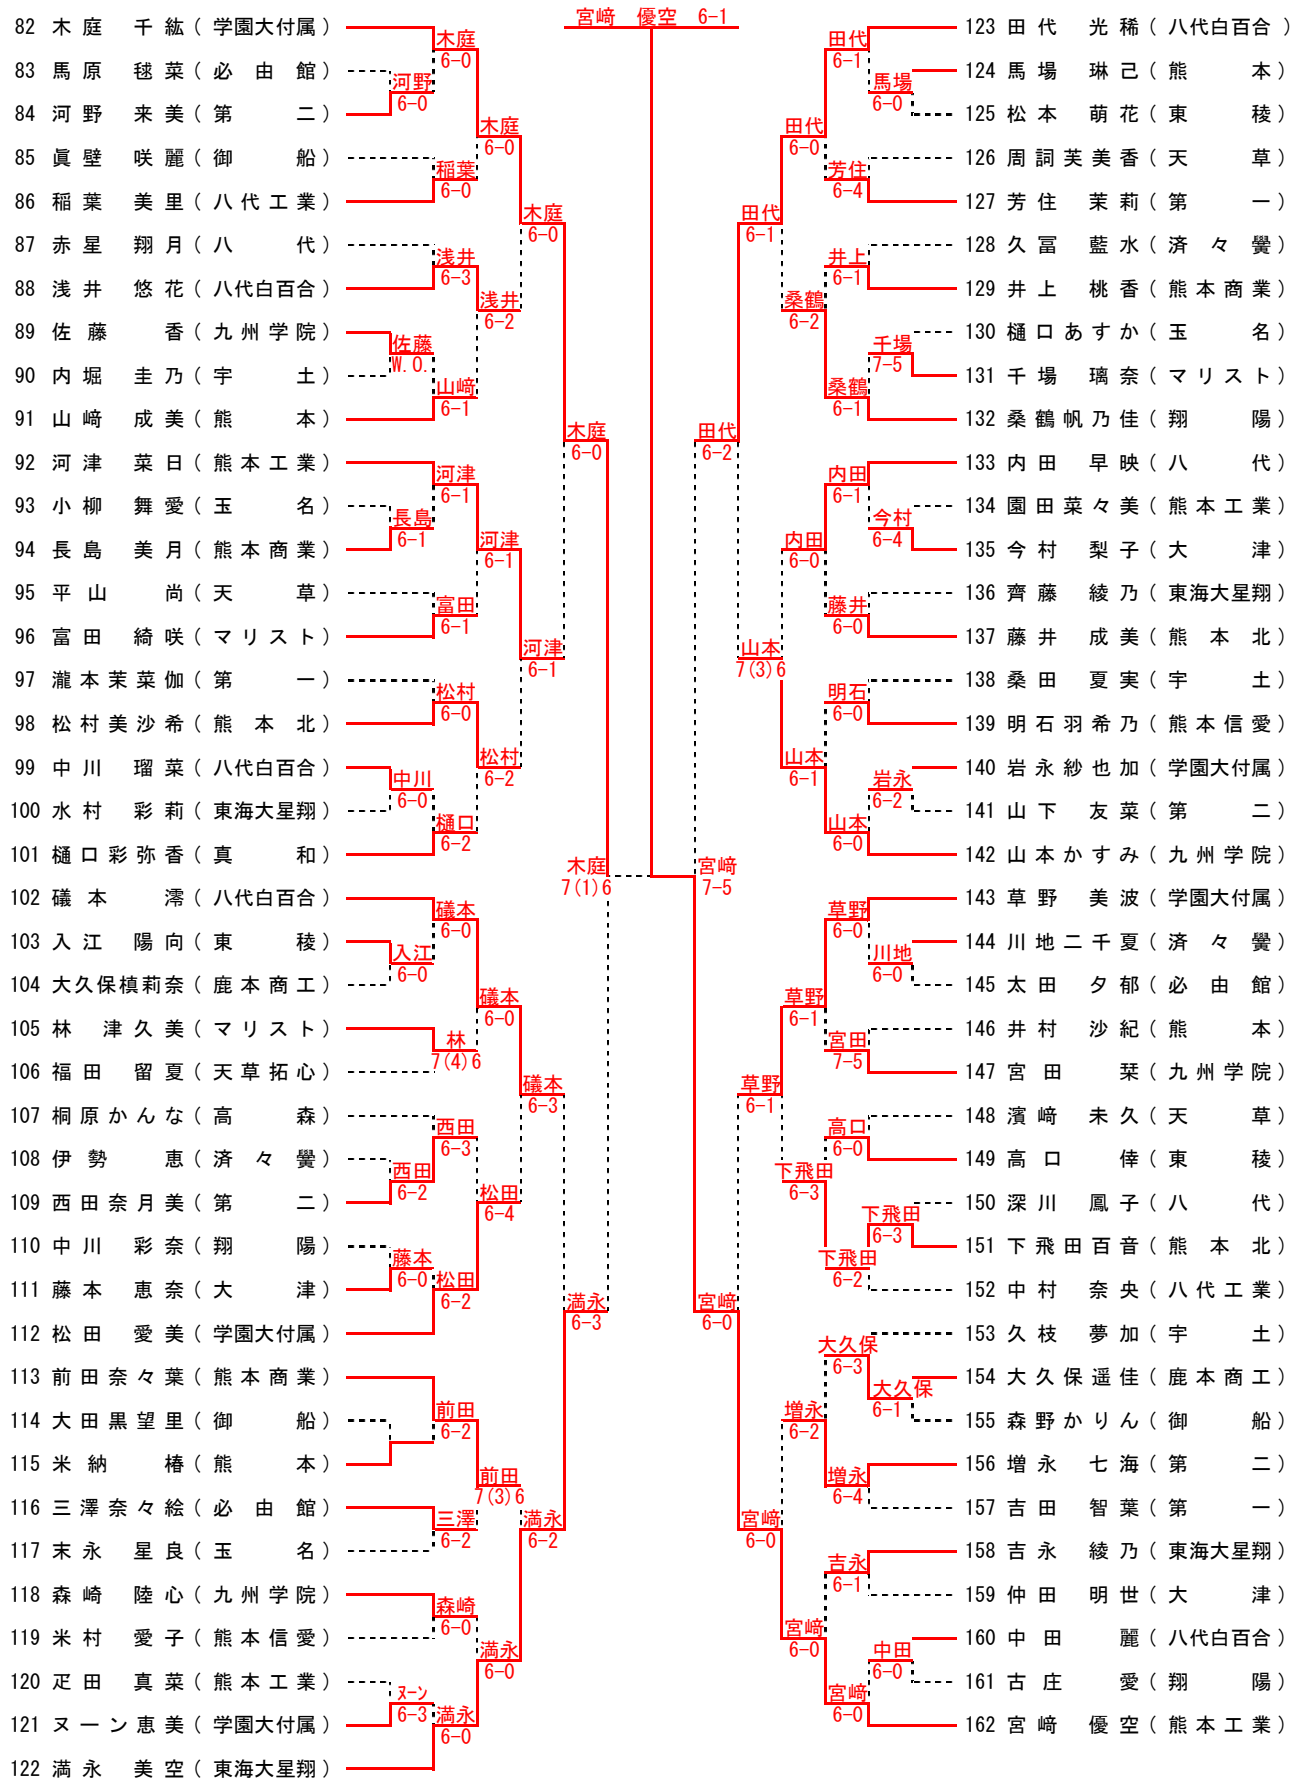 宮﨑 優空 6-1
82 木庭 千紘（学園大付属）
83 馬原 毬菜（必由館）
84 河野 来美（第二）
85 眞壁 咲麗（御船）
86 稲葉 美里（八代工業）
87 赤星 翔月（八代）
88 浅井 悠花（八代白百合）
89 佐藤 香（九州学院）
90 内堀 圭乃（宇土）
91 山﨑 成美（熊本）
92 河津 菜日（熊本工業）
93 小柳 舞愛（玉名）
94 長島 美月（熊本商業）
95 平山 尚（天草）
96 富田 綺咲（マリスト）
97 瀧本茉菜伽（第一）
98 松村美沙希（熊本北）
99 中川 瑠菜（八代白百合）
100 水村 彩莉（東海大星翔）
101 樋口彩弥香（真和）
102 礒本 澪（八代白百合）
103 入江 陽向（東稜）
104 大久保槙莉奈（鹿本商工）
105 林 津久美（マリスト）
106 福田 留夏（天草拓心）
107 桐原かんな（高森）
108 伊勢 恵（済々黌）
109 西田奈月美（第二）
110 中川 彩奈（翔陽）
111 藤本 恵奈（大津）
112 松田 愛美（学園大付属）
113 前田奈々葉（熊本商業）
114 大田黒望里（御船）
115 米納 椿（熊本）
116 三澤奈々絵（必由館）
117 末永 星良（玉名）
118 森崎 陸心（九州学院）
119 米村 愛子（熊本信愛）
120 疋田 真菜（熊本工業）
121 ヌーン恵美（学園大付属）
122 満永 美空（東海大星翔）
河野 6-0
佐藤 W.O.
長島 6-1
中川 6-0
入江 6-0
西田 6-2
藤本 6-0
ヌーン 6-3
木庭 6-0
稲葉 6-0
浅井 6-3
山﨑 6-1
河津 6-1
富田 6-1
松村 6-0
樋口 6-2
礒本 6-0
林 7(4)6
西田 6-3
松田 6-2
前田 6-2
三澤 6-2
森崎 6-0
満永 6-0
木庭 6-0
浅井 6-2
河津 6-1
松村 6-2
礒本 6-0
松田 6-4
前田 7(3)6
満永 6-0
木庭 6-0
河津 6-1
礒本 6-3
満永 6-2
木庭 6-0
満永 6-3
木庭 7(1)6
宮﨑 7-5
田代 6-2
宮﨑 6-0
田代 6-1
山本 7(3)6
草野 6-1
宮﨑 6-0
田代 6-0
桑鶴 6-2
内田 6-0
山本 6-1
草野 6-1
下飛田 6-3
増永 6-2
宮﨑 6-0
田代 6-1
芳住 6-4
井上 6-1
桑鶴 6-1
内田 6-1
藤井 6-0
明石 6-0
山本 6-0
草野 6-0
宮田 7-5
高口 6-0
下飛田 6-2
大久保 6-3
増永 6-4
吉永 6-1
宮﨑 6-0
馬場 6-0
千場 7-5
今村 6-4
岩永 6-2
川地 6-0
下飛田 6-3
大久保 6-1
中田 6-0
123 田代 光稀（八代白百合）
124 馬場 琳己（熊本）
125 松本 萌花（東稜）
126 周詞芙美香（天草）
127 芳住 茉莉（第一）
128 久冨 藍水（済々黌）
129 井上 桃香（熊本商業）
130 樋口あすか（玉名）
131 千場 璃奈（マリスト）
132 桑鶴帆乃佳（翔陽）
133 内田 早映（八代）
134 園田菜々美（熊本工業）
135 今村 梨子（大津）
136 齊藤 綾乃（東海大星翔）
137 藤井 成美（熊本北）
138 桑田 夏実（宇土）
139 明石羽希乃（熊本信愛）
140 岩永紗也加（学園大付属）
141 山下 友菜（第二）
142 山本かすみ（九州学院）
143 草野 美波（学園大付属）
144 川地二千夏（済々黌）
145 太田 夕郁（必由館）
146 井村 沙紀（熊本）
147 宮田 栞（九州学院）
148 濱﨑 未久（天草）
149 高口 倖（東稜）
150 深川 鳳子（八代）
151 下飛田百音（熊本北）
152 中村 奈央（八代工業）
153 久枝 夢加（宇土）
154 大久保遥佳（鹿本商工）
155 森野かりん（御船）
156 増永 七海（第二）
157 吉田 智葉（第一）
158 吉永 綾乃（東海大星翔）
159 仲田 明世（大津）
160 中田 麗（八代白百合）
161 古庄 愛（翔陽）
162 宮﨑 優空（熊本工業）